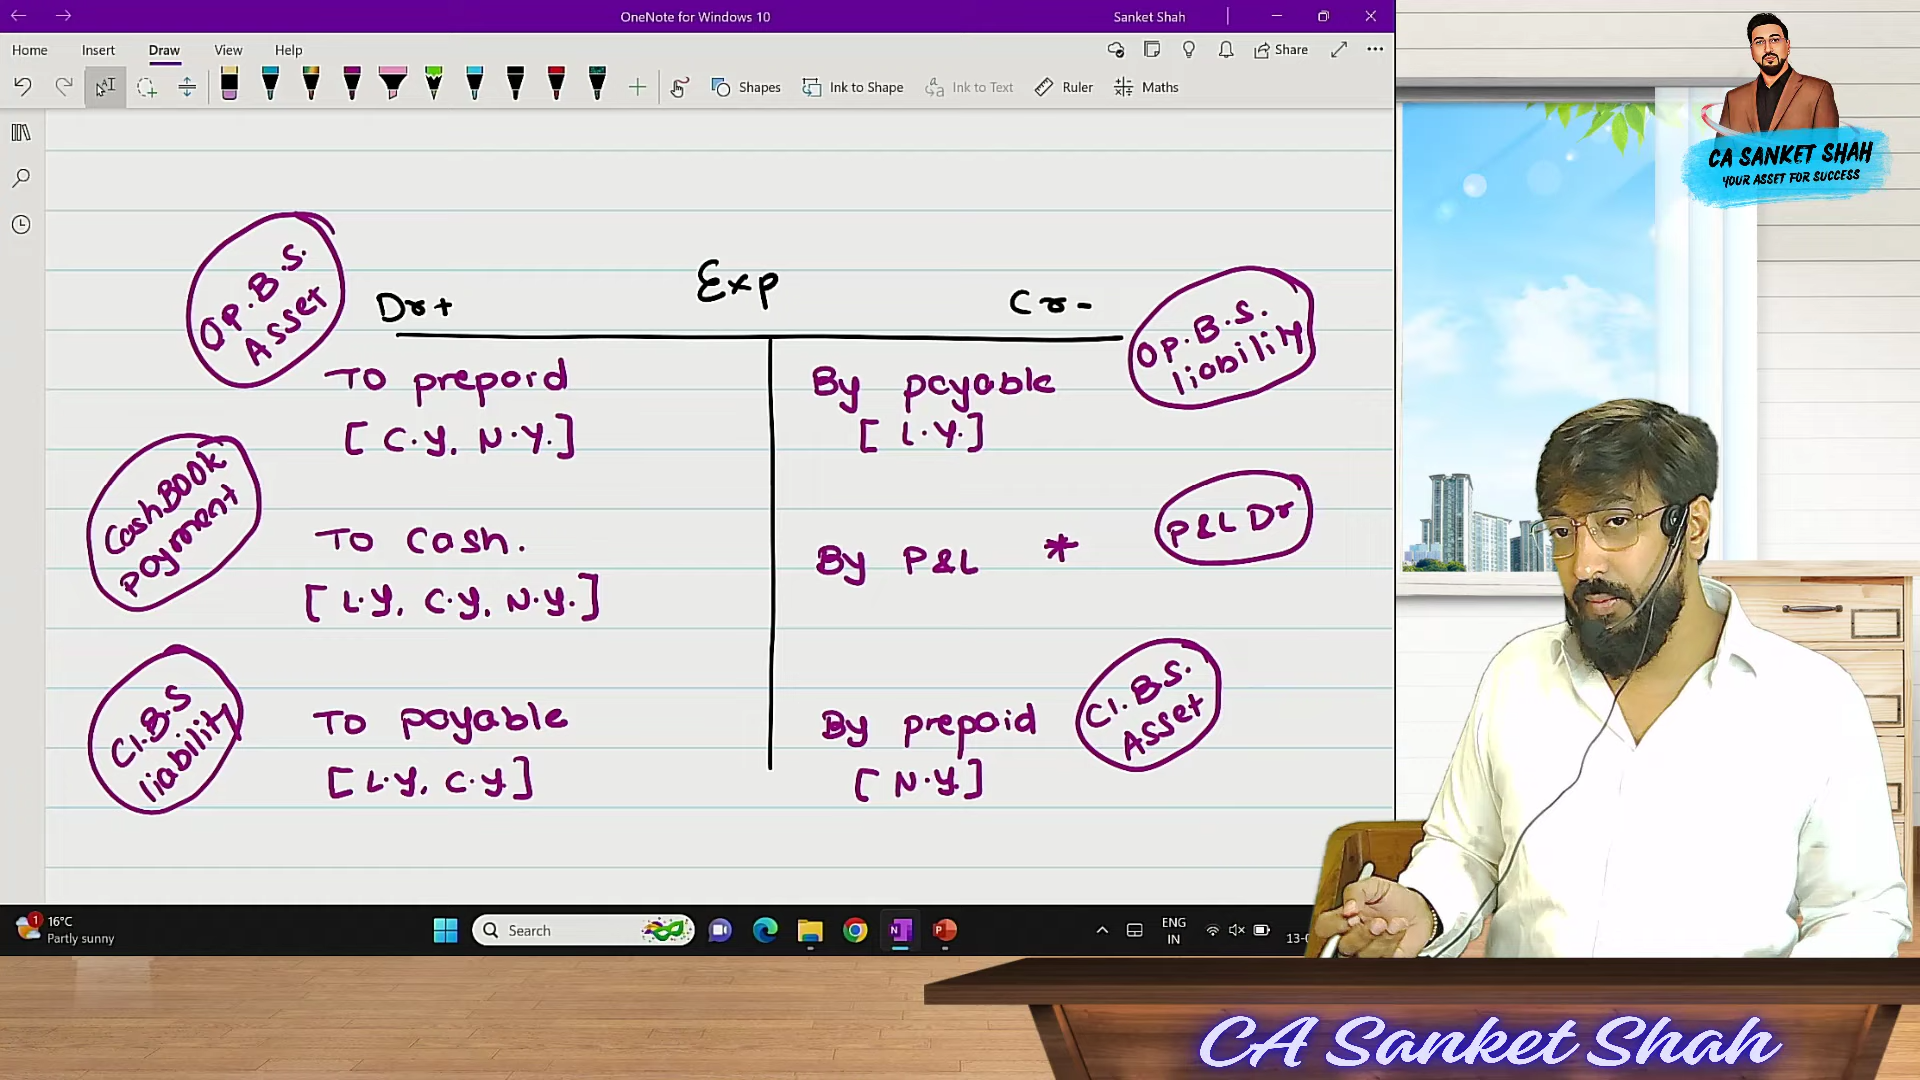 OneNote for Windows 10
Sanket Shah
Home Insert Draw View Help
Share
Shapes Ink to Shape Ink to Text Ruler Maths
CA SANKET SHAH
YOUR ASSET FOR SUCCESS
Exp
Dr+
Cr-
OP.B.S.
Asset
OP.B.S.
liability
To prepaid
[C.Y, N.Y.]
By payable
[L.Y.]
CashBook
payment
To Cash.
[L.Y, C.Y, N.Y.]
By P&L *
P&L Dr
Cl.B.S
liability
To payable
[L.Y, C.Y]
By prepaid
[N.Y]
Cl.B.S.
Asset
1
16°C
Partly sunny
Search
ENG
IN
CA Sanket Shah